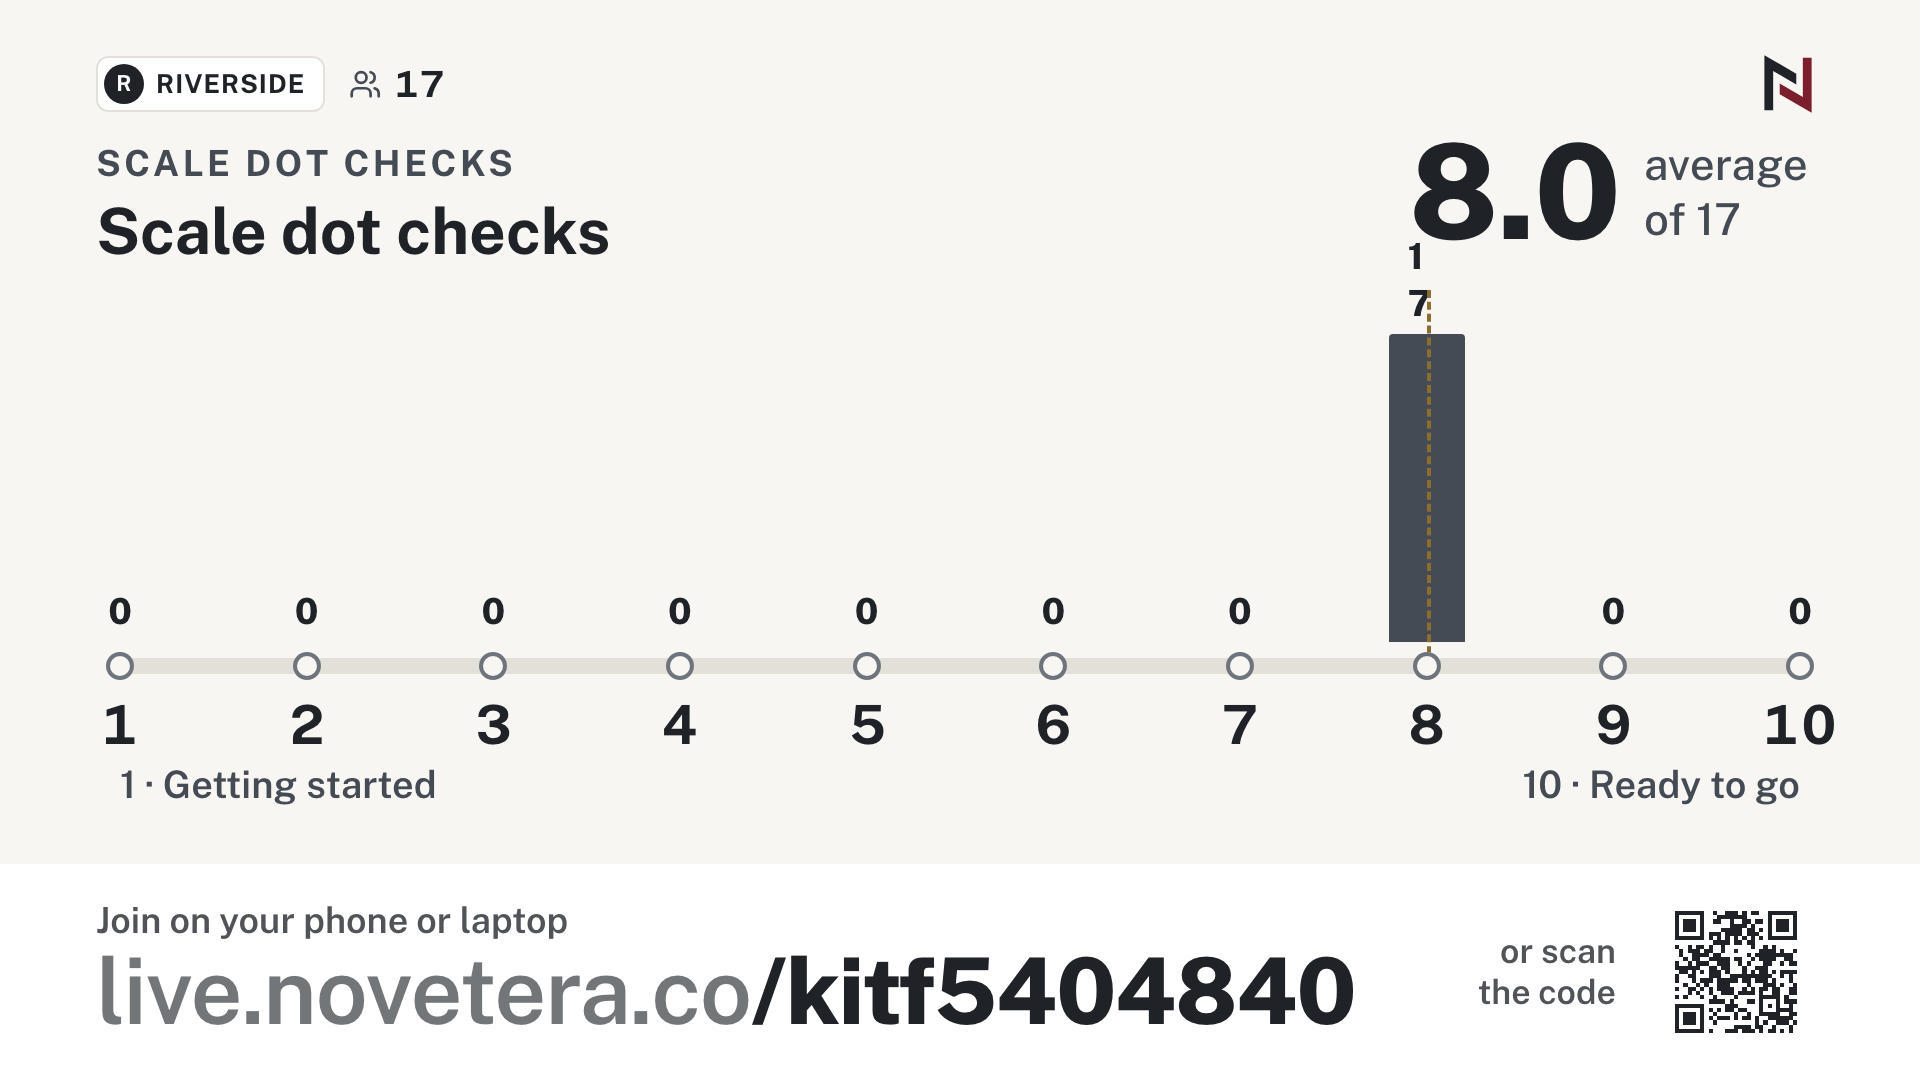 R RIVERSIDE 17
SCALE DOT CHECKS
Scale dot checks
8.0 average
of 17
1
7
0 0 0 0 0 0 0 0 0
1 2 3 4 5 6 7 8 9 10
1 · Getting started 10 · Ready to go
Join on your phone or laptop
live.novetera.co/kitf5404840
or scan
the code